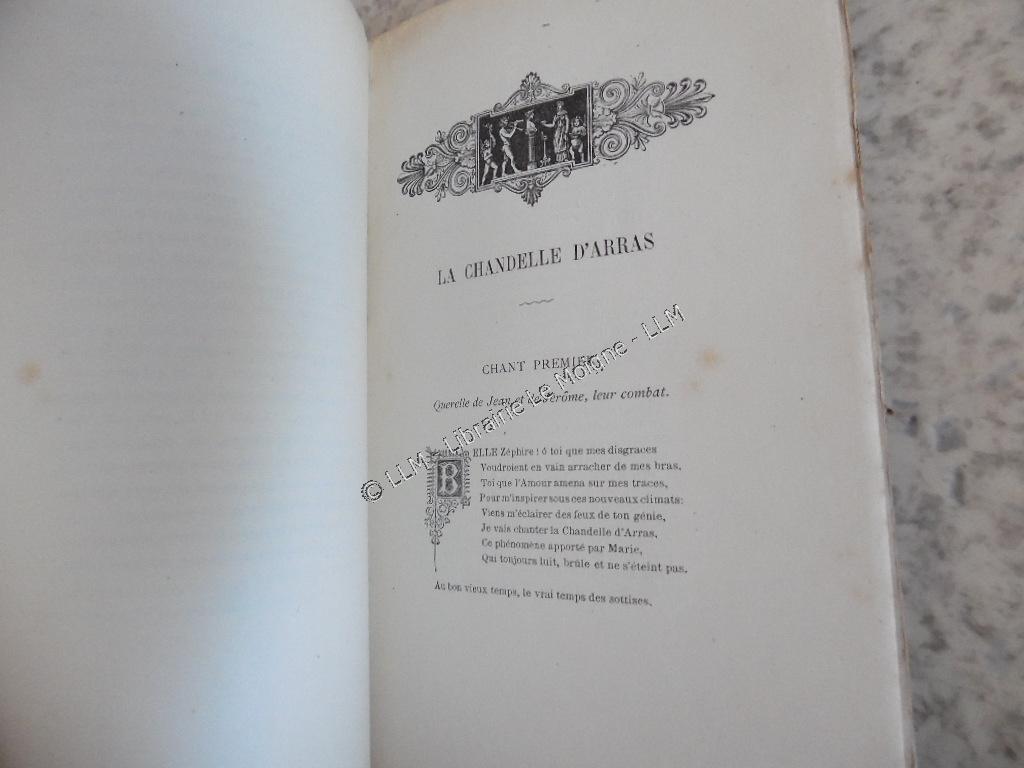 LA CHANDELLE D'ARRAS
CHANT PREMIER
Querelle de Jean et de Jérôme, leur combat.
BELLE Zéphire ! ô toi que mes disgraces
Voudroient en vain arracher de mes bras,
Toi que l'Amour amena sur mes traces,
Pour m'inspirer sous ces nouveaux climats:
Viens m'éclairer des feux de ton génie,
Je vais chanter la Chandelle d'Arras,
Ce phénomène apporté par Marie,
Qui toujours luit, brûle et ne s'éteint pas.
Au bon vieux temps, le vrai temps des sottises,
© LLM - Librairie Le Moigne - LLM